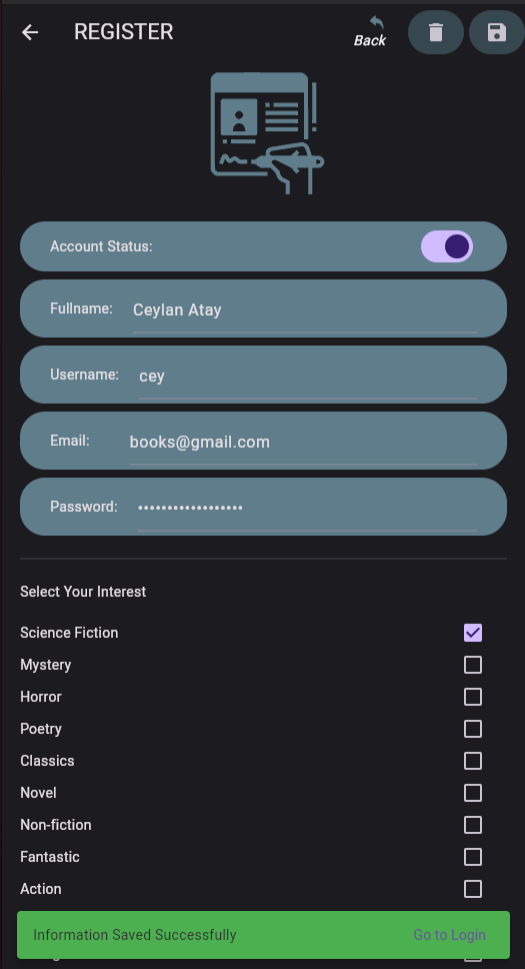 REGISTER
Back
Account Status:
Fullname: Ceylan Atay
Username: cey
Email: books@gmail.com
Password: ••••••••••••••••••
Select Your Interest
Science Fiction
Mystery
Horror
Poetry
Classics
Novel
Non-fiction
Fantastic
Action
Information Saved Successfully Go to Login